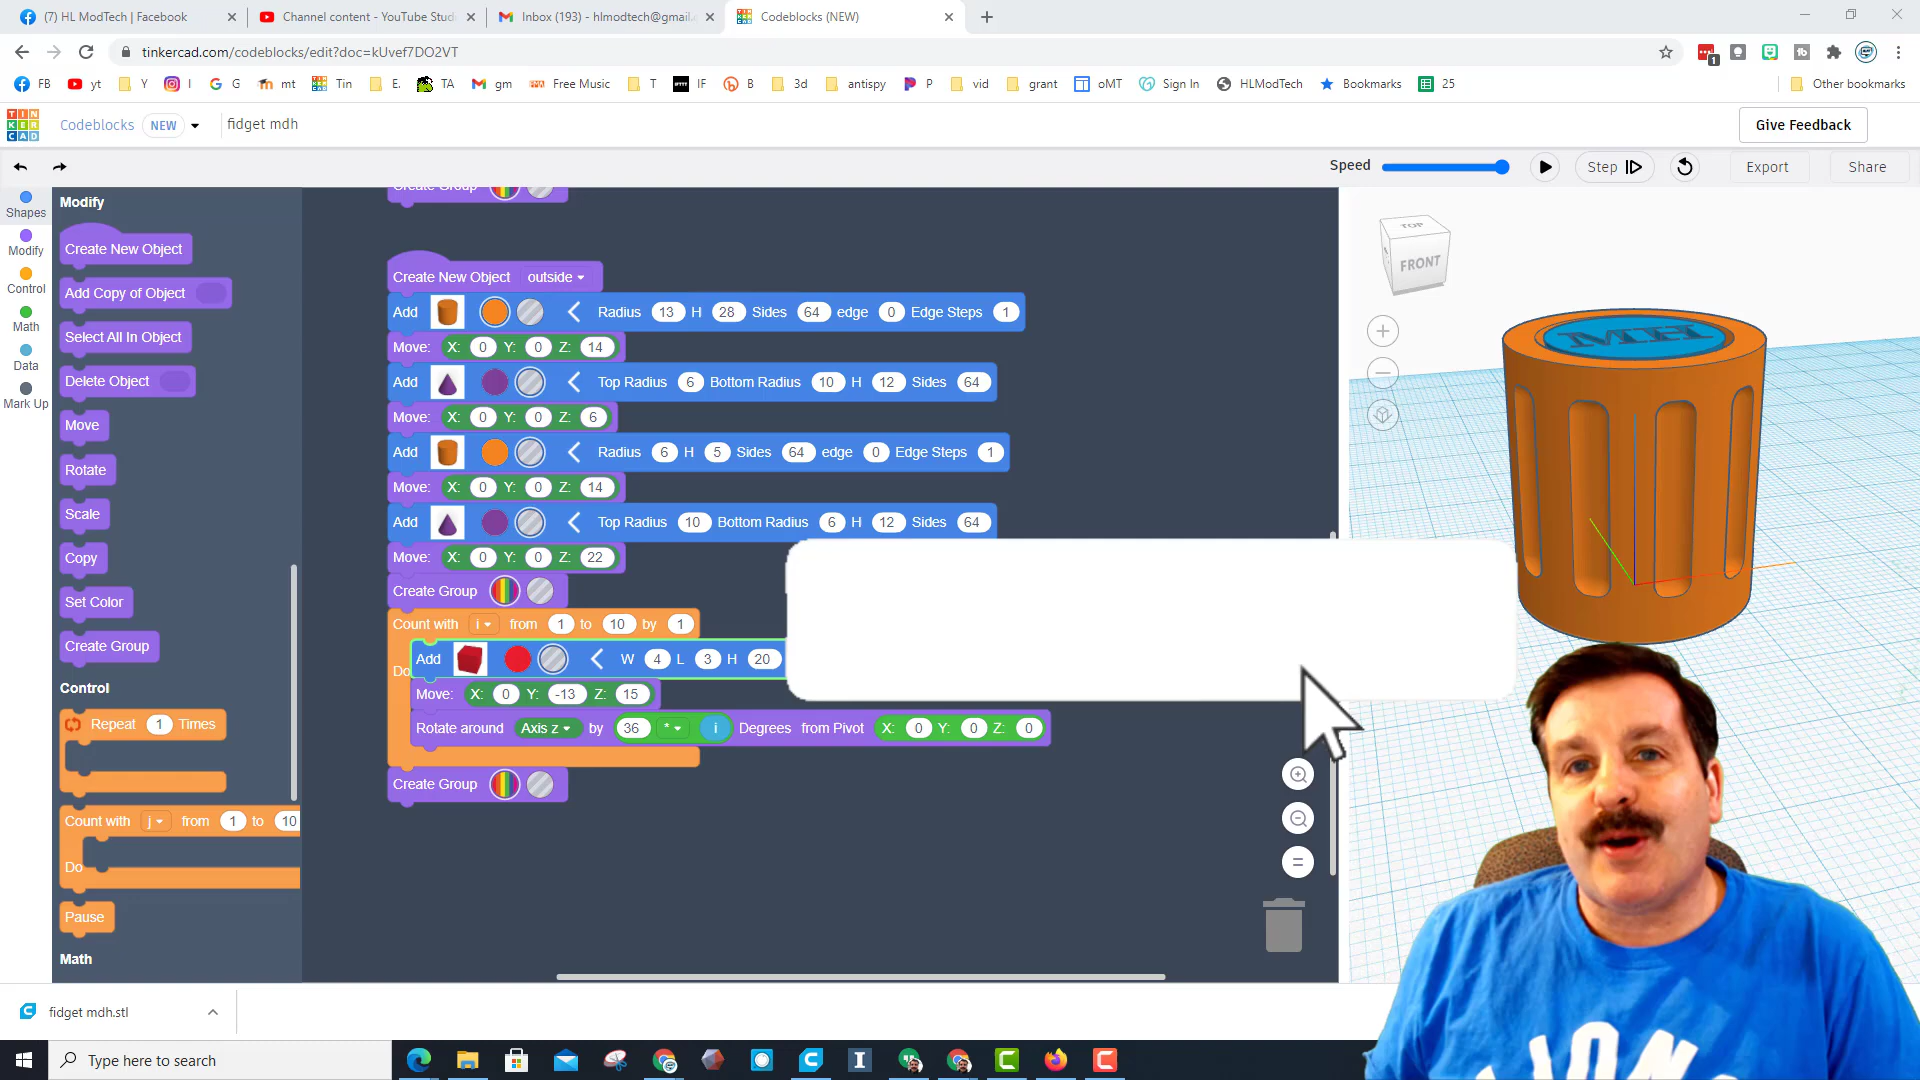 (7) HL ModTech | Facebook
Channel content - YouTube Stud
Inbox (193) - hlmodtech@gmail.
Codeblocks (NEW)
tinkercad.com/codeblocks/edit?doc=kUvef7DO2VT
1
FB yt Y I G mt Tin E. TA gm Free Music T IF B 3d antispy P vid grant oMT Sign In HLModTech Bookmarks 25 Other bookmarks
TINKERCAD
Codeblocks NEW fidget mdh
Give Feedback
Speed Step Export Share
Shapes
Modify
Control
Math
Data
Mark Up
Modify
Create New Object
Add Copy of Object
Select All In Object
Delete Object
Move
Rotate
Scale
Copy
Set Color
Create Group
Control
Repeat 1 Times
Count with j from 1 to 10
Do
Pause
Math
Create Group
Create New Object outside
Add Radius 13 H 28 Sides 64 edge 0 Edge Steps 1
Move: X: 0 Y: 0 Z: 14
Add Top Radius 6 Bottom Radius 10 H 12 Sides 64
Move: X: 0 Y: 0 Z: 6
Add Radius 6 H 5 Sides 64 edge 0 Edge Steps 1
Move: X: 0 Y: 0 Z: 14
Add Top Radius 10 Bottom Radius 6 H 12 Sides 64
Move: X: 0 Y: 0 Z: 22
Create Group
Count with i from 1 to 10 by 1
Do Add W 4 L 3 H 20
Move: X: 0 Y: -13 Z: 15
Rotate around Axis z by 36 * i Degrees from Pivot X: 0 Y: 0 Z: 0
Create Group
TOP
FRONT
MH
fidget mdh.stl
Type here to search